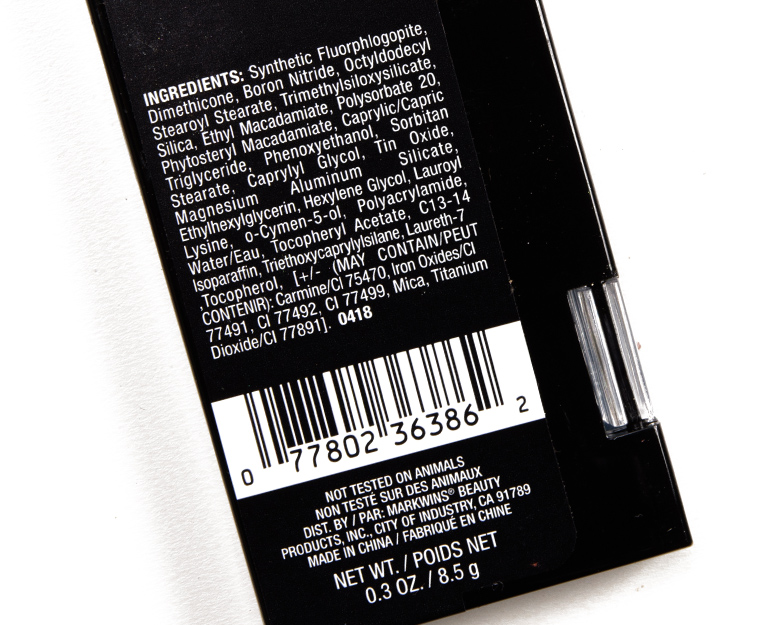 INGREDIENTS: Synthetic Fluorphlogopite,
Dimethicone, Boron Nitride, Octyldodecyl
Stearoyl Stearate, Trimethylsiloxysilicate,
Silica, Ethyl Macadamiate, Polysorbate 20,
Phytosteryl Macadamiate, Caprylic/Capric
Triglyceride, Phenoxyethanol, Sorbitan
Stearate, Caprylyl Glycol, Tin Oxide,
Magnesium Aluminum Silicate,
Ethylhexylglycerin, Hexylene Glycol, Lauroyl
Lysine, o-Cymen-5-ol, Polyacrylamide,
Water/Eau, Tocopheryl Acetate, C13-14
Isoparaffin, Triethoxycaprylylsilane, Laureth-7
Tocopherol, [+/- (MAY CONTAIN/PEUT
CONTENIR): Carmine/CI 75470, Iron Oxides/CI
77491, CI 77492, CI 77499, Mica, Titanium
Dioxide/CI 77891]. 0418
0 77802 36386 2
NOT TESTED ON ANIMALS
NON TESTÉ SUR DES ANIMAUX
DIST. BY / PAR: MARKWINS® BEAUTY
PRODUCTS, INC., CITY OF INDUSTRY, CA 91789
MADE IN CHINA / FABRIQUÉ EN CHINE
NET WT. / POIDS NET
0.3 OZ. / 8.5 g